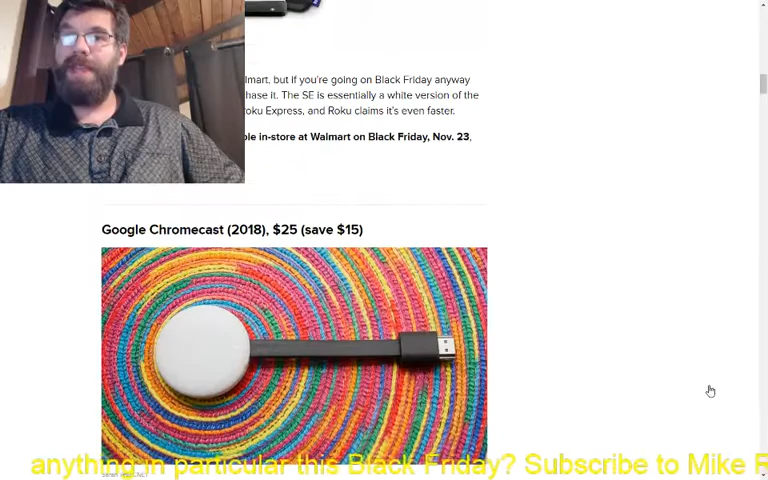 lmart, but if you're going on Black Friday anyway
hase it. The SE is essentially a white version of the
oku Express, and Roku claims it's even faster.
ble in-store at Walmart on Black Friday, Nov. 23,
Google Chromecast (2018), $25 (save $15)
anything in particular this Black Friday? Subscribe to Mike R